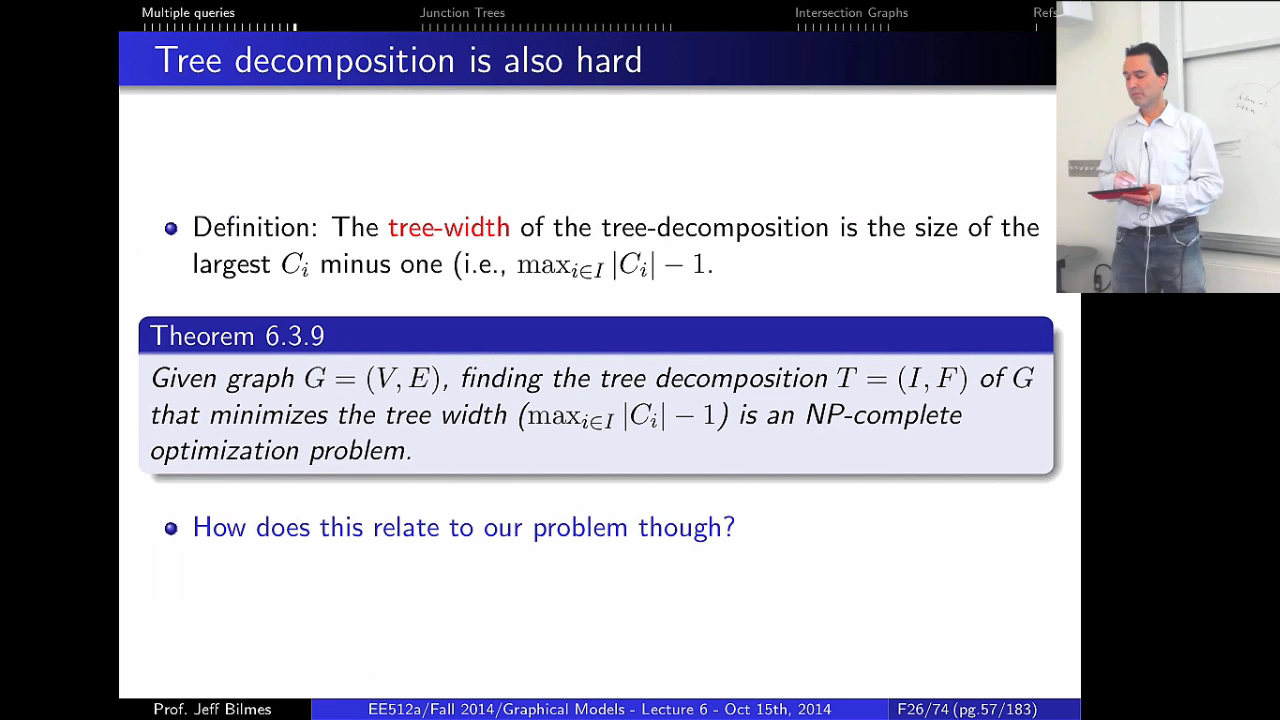 Multiple queries Junction Trees Intersection Graphs Refs
Tree decomposition is also hard
Definition: The tree-width of the tree-decomposition is the size of the
largest C_i minus one (i.e., max_{i∈I} |C_i| − 1.
Theorem 6.3.9
Given graph G = (V, E), finding the tree decomposition T = (I, F) of G
that minimizes the tree width (max_{i∈I} |C_i| − 1) is an NP-complete
optimization problem.
How does this relate to our problem though?
Prof. Jeff Bilmes EE512a/Fall 2014/Graphical Models - Lecture 6 - Oct 15th, 2014 F26/74 (pg.57/183)